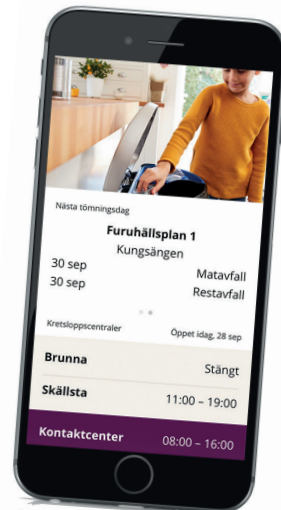 Nästa tömningsdag
Furuhällsplan 1
Kungsängen
30 sep Matavfall
30 sep Restavfall
Kretsloppscentraler Öppet idag, 28 sep
Brunna Stängt
Skällsta 11:00 – 19:00
Kontaktcenter 08:00 – 16:00